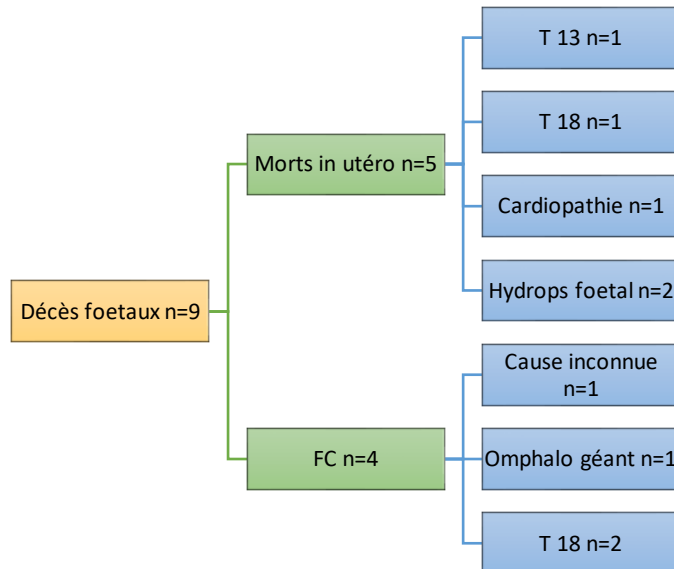 Décès foetaux n=9
Morts in utéro n=5
T 13 n=1
T 18 n=1
Cardiopathie n=1
Hydrops foetal n=2
FC n=4
Cause inconnue
n=1
Omphalo géant n=1
T 18 n=2